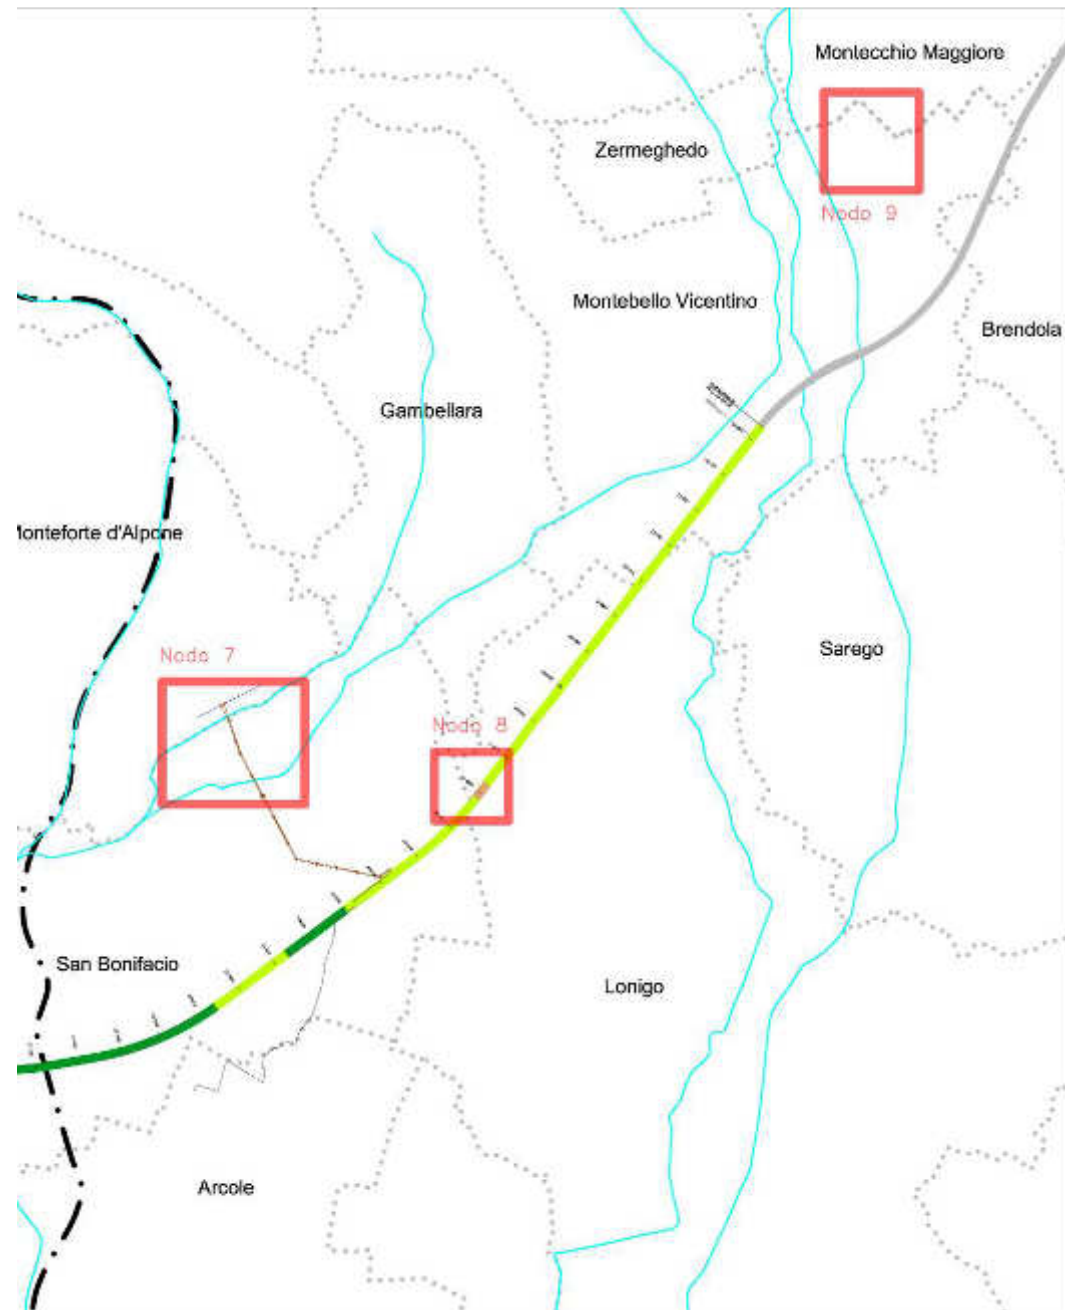 Montecchio Maggiore
Zermeghedo
Nodo 9
Montebello Vicentino
Brendola
Gambellara
Monteforte d'Alpone
Nodo 7
Sarego
Nodo 8
San Bonifacio
Lonigo
Arcole